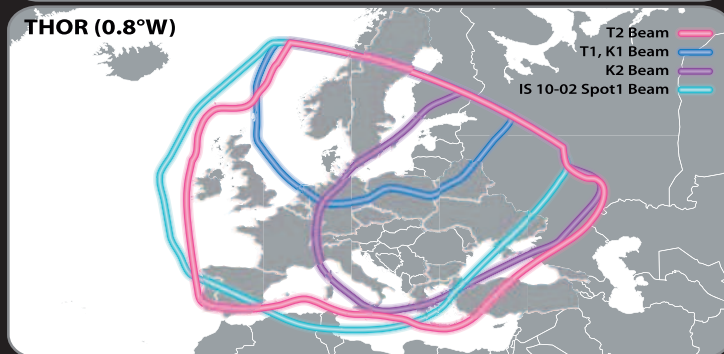 THOR (0.8°W)
T2 Beam
T1, K1 Beam
K2 Beam
IS 10-02 Spot1 Beam